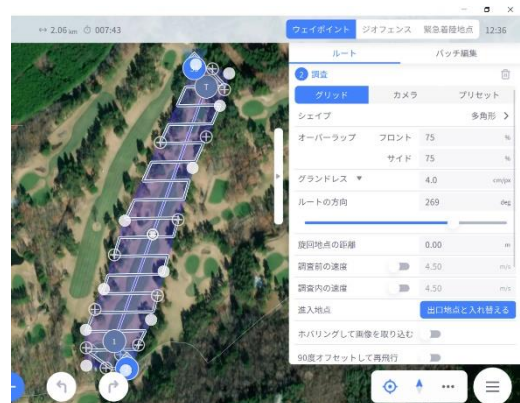 2.06 km 007:43
ウェイポイント ジオフェンス 緊急着陸地点 12:36
ルート バッチ編集
2 調査
グリッド カメラ プリセット
シェイプ 多角形 >
オーバーラップ フロント 75 %
サイド 75 %
グランドレス ▼ 4.0 cm/px
ルートの方向 269 deg
旋回地点の距離 0.00 m
調査前の速度 4.50 m/s
調査内の速度 4.50 m/s
進入地点 出口地点と入れ替える
ホバリングして画像を取り込む
90度オフセットして再飛行
T
1